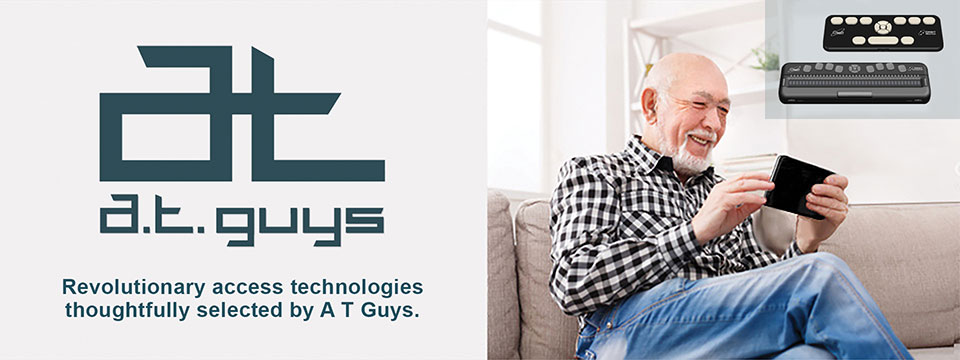 at
a.t. guys
Revolutionary access technologies
thoughtfully selected by A T Guys.